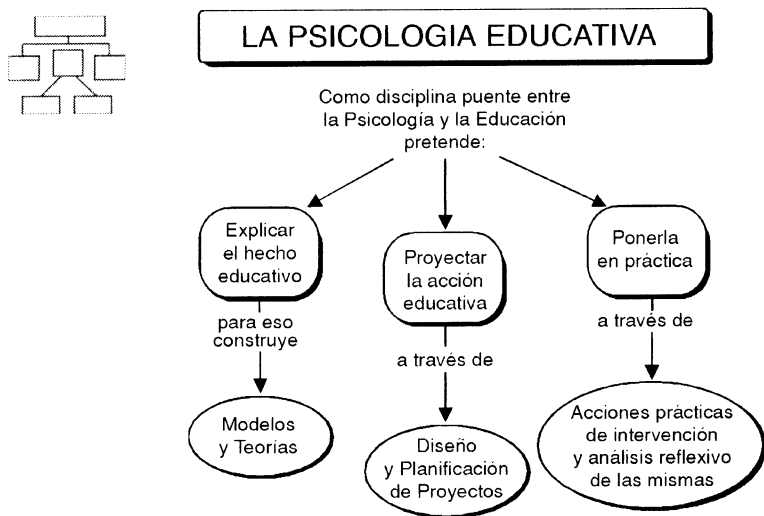 LA PSICOLOGIA EDUCATIVA
Como disciplina puente entre
la Psicología y la Educación
pretende:
Explicar
el hecho
educativo
para eso
construye
Modelos
y Teorías
Proyectar
la acción
educativa
a través de
Diseño
y Planificación
de Proyectos
Ponerla
en práctica
a través de
Acciones prácticas
de intervención
y análisis reflexivo
de las mismas